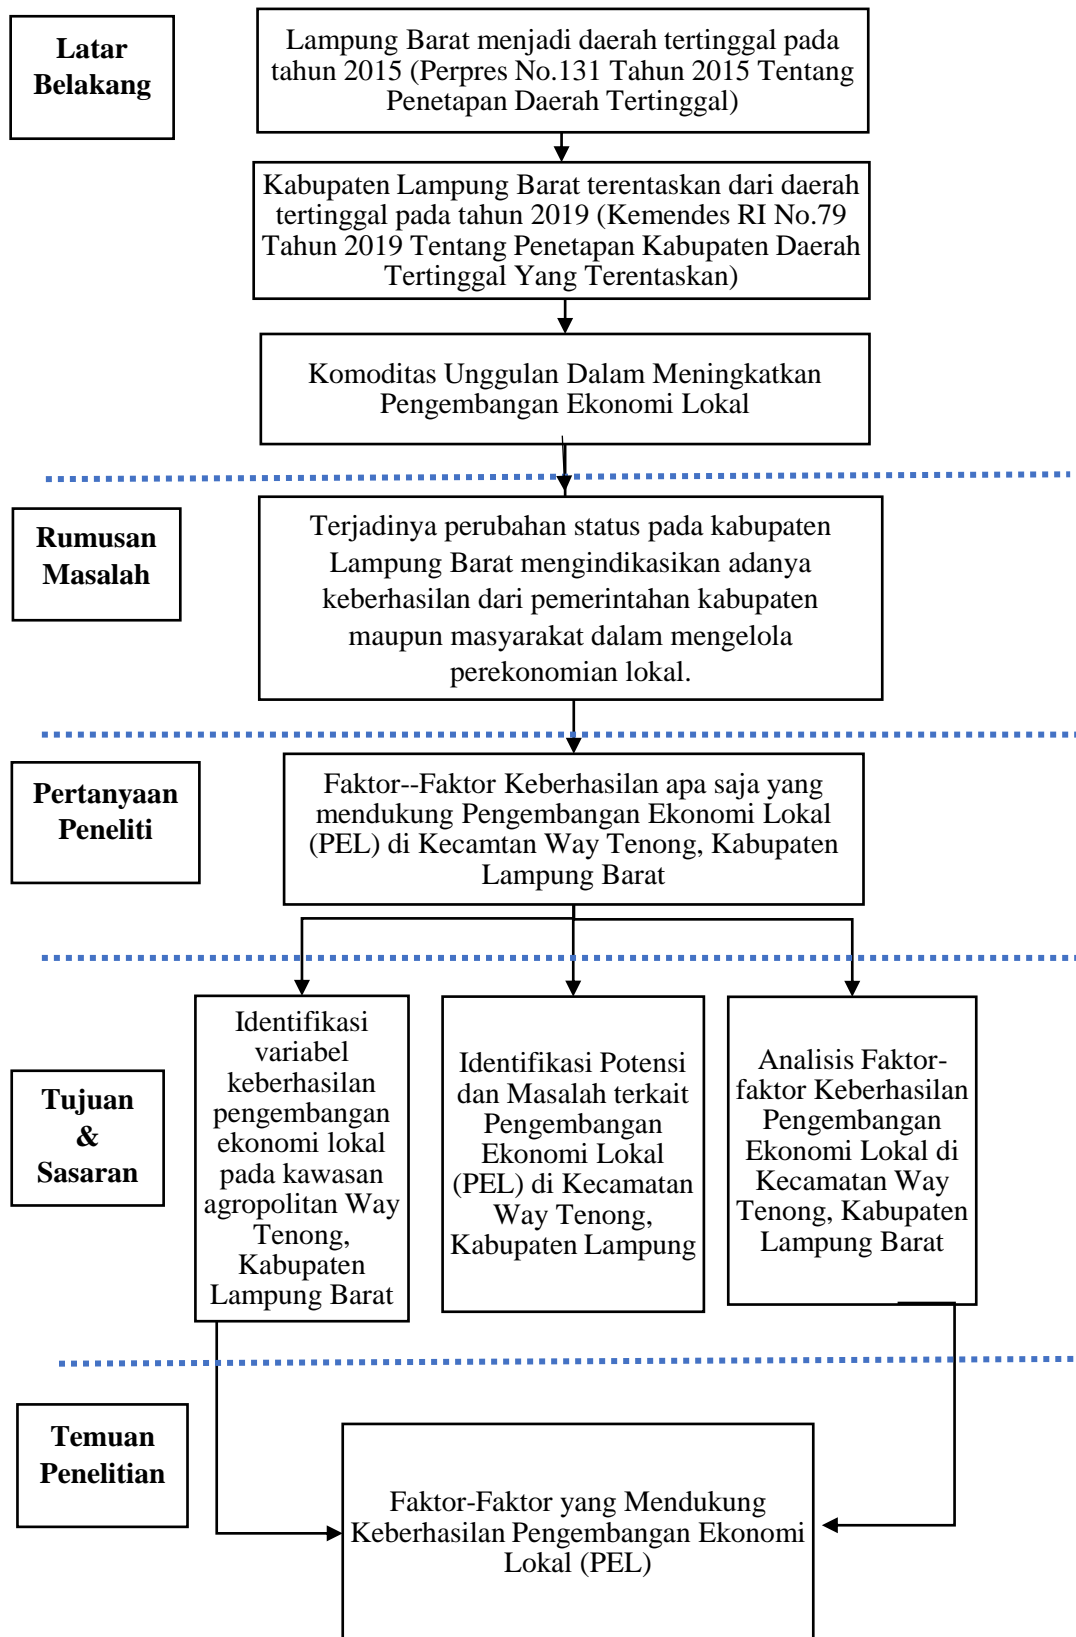 Latar
Belakang
Lampung Barat menjadi daerah tertinggal pada
tahun 2015 (Perpres No.131 Tahun 2015 Tentang
Penetapan Daerah Tertinggal)
Kabupaten Lampung Barat terentaskan dari daerah
tertinggal pada tahun 2019 (Kemendes RI No.79
Tahun 2019 Tentang Penetapan Kabupaten Daerah
Tertinggal Yang Terentaskan)
Komoditas Unggulan Dalam Meningkatkan
Pengembangan Ekonomi Lokal
Rumusan
Masalah
Terjadinya perubahan status pada kabupaten
Lampung Barat mengindikasikan adanya
keberhasilan dari pemerintahan kabupaten
maupun masyarakat dalam mengelola
perekonomian lokal.
Pertanyaan
Peneliti
Faktor--Faktor Keberhasilan apa saja yang
mendukung Pengembangan Ekonomi Lokal
(PEL) di Kecamtan Way Tenong, Kabupaten
Lampung Barat
Tujuan
&
Sasaran
Identifikasi
variabel
keberhasilan
pengembangan
ekonomi lokal
pada kawasan
agropolitan Way
Tenong,
Kabupaten
Lampung Barat
Identifikasi Potensi
dan Masalah terkait
Pengembangan
Ekonomi Lokal
(PEL) di Kecamatan
Way Tenong,
Kabupaten Lampung
Analisis Faktor-
faktor Keberhasilan
Pengembangan
Ekonomi Lokal di
Kecamatan Way
Tenong, Kabupaten
Lampung Barat
Temuan
Penelitian
Faktor-Faktor yang Mendukung
Keberhasilan Pengembangan Ekonomi
Lokal (PEL)